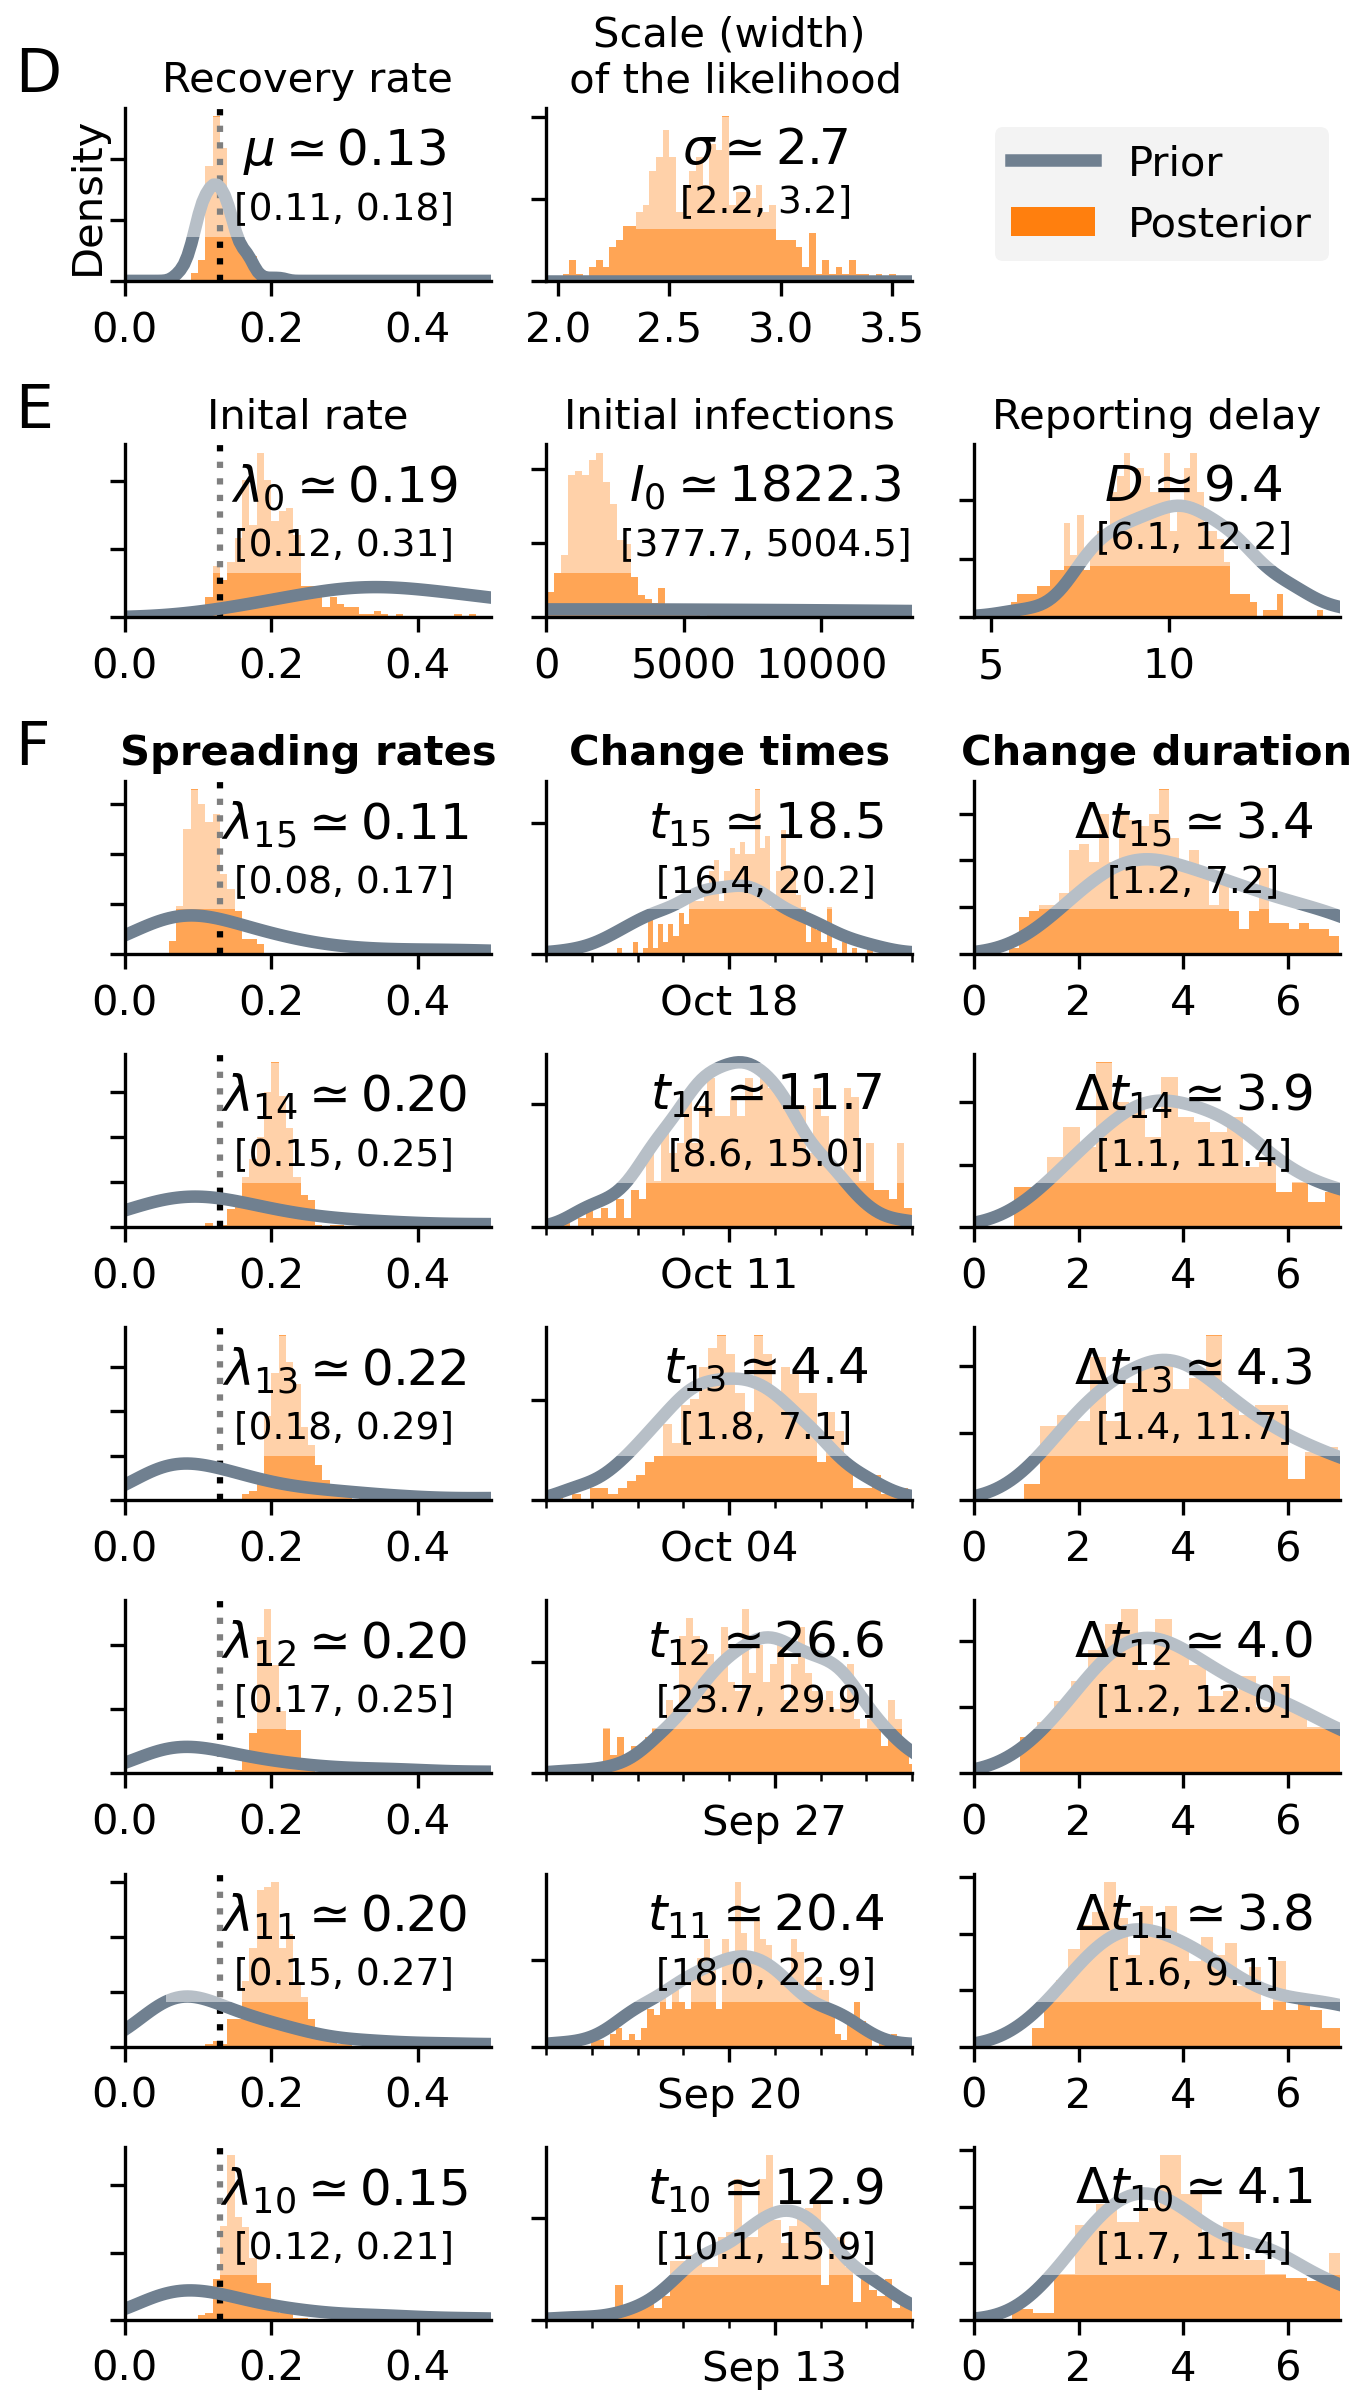 D
Recovery rate
Scale (width)
of the likelihood
Density
μ ≃ 0.13
[0.11, 0.18]
0.0 0.2 0.4
σ ≃ 2.7
[2.2, 3.2]
2.0 2.5 3.0 3.5
Prior
Posterior
E
Inital rate
λ0 ≃ 0.19
[0.12, 0.31]
0.0 0.2 0.4
Initial infections
I0 ≃ 1822.3
[377.7, 5004.5]
0 5000 10000
Reporting delay
D ≃ 9.4
[6.1, 12.2]
5 10
F
Spreading rates
Change times
Change duration
λ15 ≃ 0.11
[0.08, 0.17]
0.0 0.2 0.4
t15 ≃ 18.5
[16.4, 20.2]
Oct 18
Δt15 ≃ 3.4
[1.2, 7.2]
0 2 4 6
λ14 ≃ 0.20
[0.15, 0.25]
0.0 0.2 0.4
t14 ≃ 11.7
[8.6, 15.0]
Oct 11
Δt14 ≃ 3.9
[1.1, 11.4]
0 2 4 6
λ13 ≃ 0.22
[0.18, 0.29]
0.0 0.2 0.4
t13 ≃ 4.4
[1.8, 7.1]
Oct 04
Δt13 ≃ 4.3
[1.4, 11.7]
0 2 4 6
λ12 ≃ 0.20
[0.17, 0.25]
0.0 0.2 0.4
t12 ≃ 26.6
[23.7, 29.9]
Sep 27
Δt12 ≃ 4.0
[1.2, 12.0]
0 2 4 6
λ11 ≃ 0.20
[0.15, 0.27]
0.0 0.2 0.4
t11 ≃ 20.4
[18.0, 22.9]
Sep 20
Δt11 ≃ 3.8
[1.6, 9.1]
0 2 4 6
λ10 ≃ 0.15
[0.12, 0.21]
0.0 0.2 0.4
t10 ≃ 12.9
[10.1, 15.9]
Sep 13
Δt10 ≃ 4.1
[1.7, 11.4]
0 2 4 6